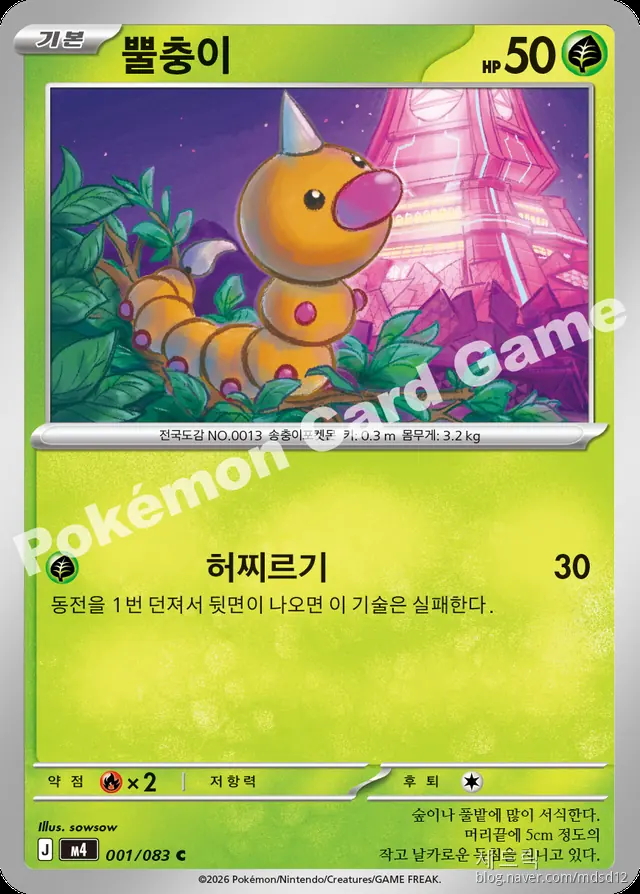 기본 뿔충이 HP 50
전국도감 NO.0013 송충이포켓몬 키: 0.3 m 몸무게: 3.2 kg
Pokémon Card Game
허찌르기 30
동전을 1번 던져서 뒷면이 나오면 이 기술은 실패한다.
약점 ×2 저항력 후퇴
숲이나 풀밭에 많이 서식한다.
머리끝에 5cm 정도의
작고 날카로운 독침을 지니고 있다.
Illus. sowsow
J m4 001/083 C
©2026 Pokémon/Nintendo/Creatures/GAME FREAK.
blog.naver.com/mdsd12